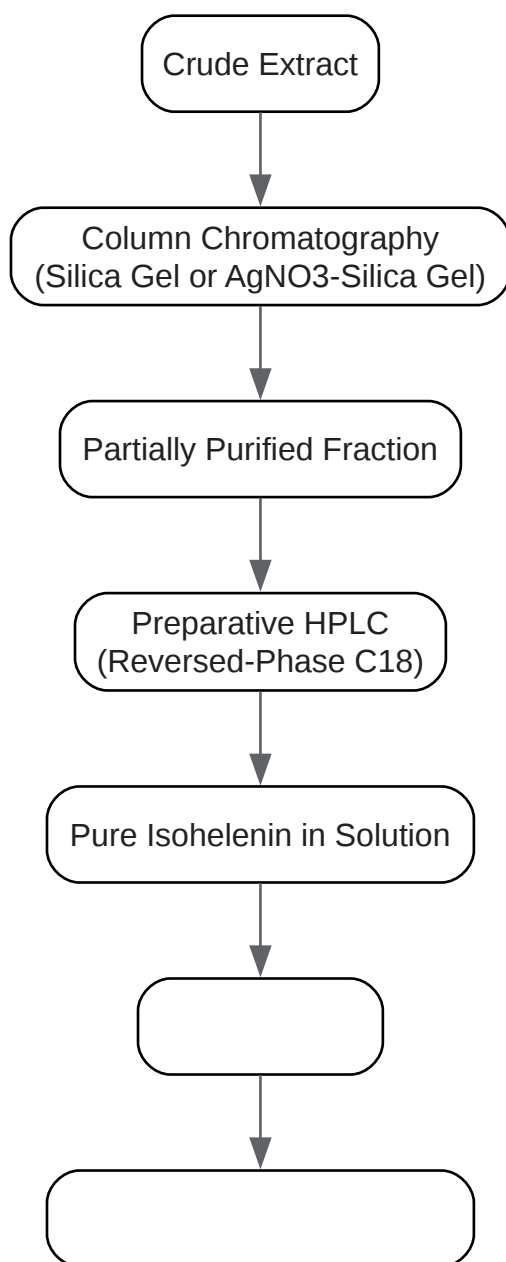 Crude Extract
Column Chromatography
(Silica Gel or AgNO3-Silica Gel)
Partially Purified Fraction
Preparative HPLC
(Reversed-Phase C18)
Pure Isohelenin in Solution